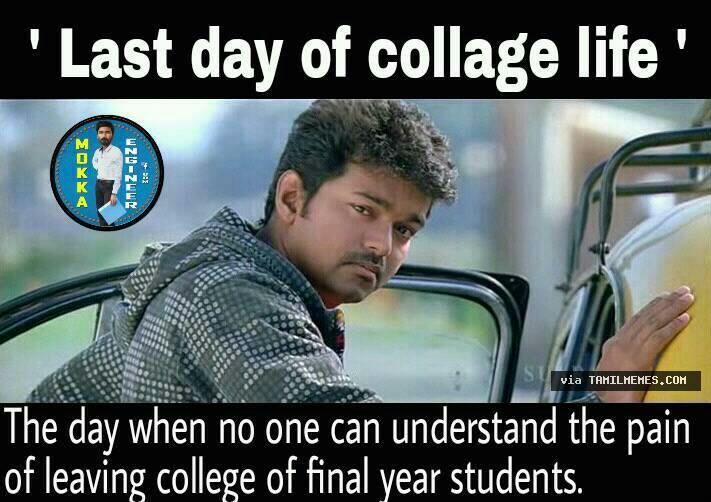 ' Last day of collage life '
MOKKA
ENGINEER
via TAMILMEMES.COM
The day when no one can understand the pain
of leaving college of final year students.